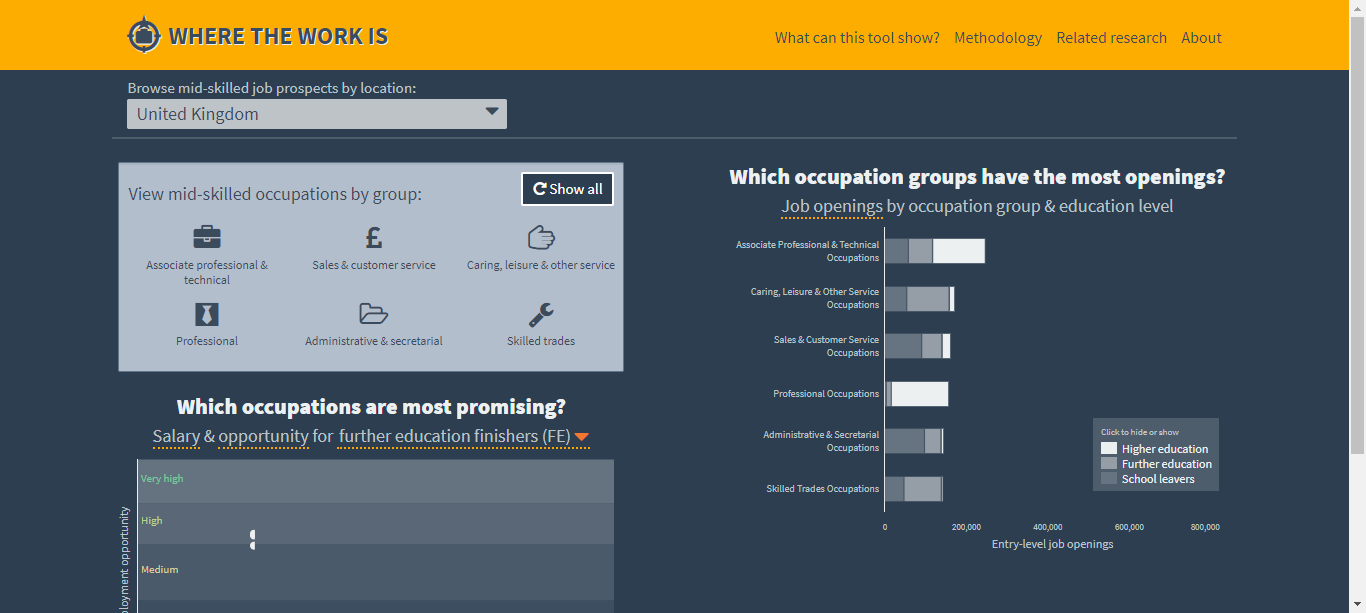 WHERE THE WORK IS
What can this tool show?
Methodology
Related research
About
Browse mid-skilled job prospects by location:
United Kingdom
View mid-skilled occupations by group:
Show all
Associate professional &
technical
Sales & customer service
Caring, leisure & other service
Professional
Administrative & secretarial
Skilled trades
Which occupations are most promising?
Salary & opportunity for further education finishers (FE)
Very high
High
Medium
Which occupation groups have the most openings?
Job openings by occupation group & education level
Associate Professional & Technical
Occupations
Caring, Leisure & Other Service
Occupations
Sales & Customer Service
Occupations
Professional Occupations
Administrative & Secretarial
Occupations
Skilled Trades Occupations
0
200,000
400,000
600,000
800,000
Entry-level job openings
Click to hide or show
Higher education
Further education
School leavers